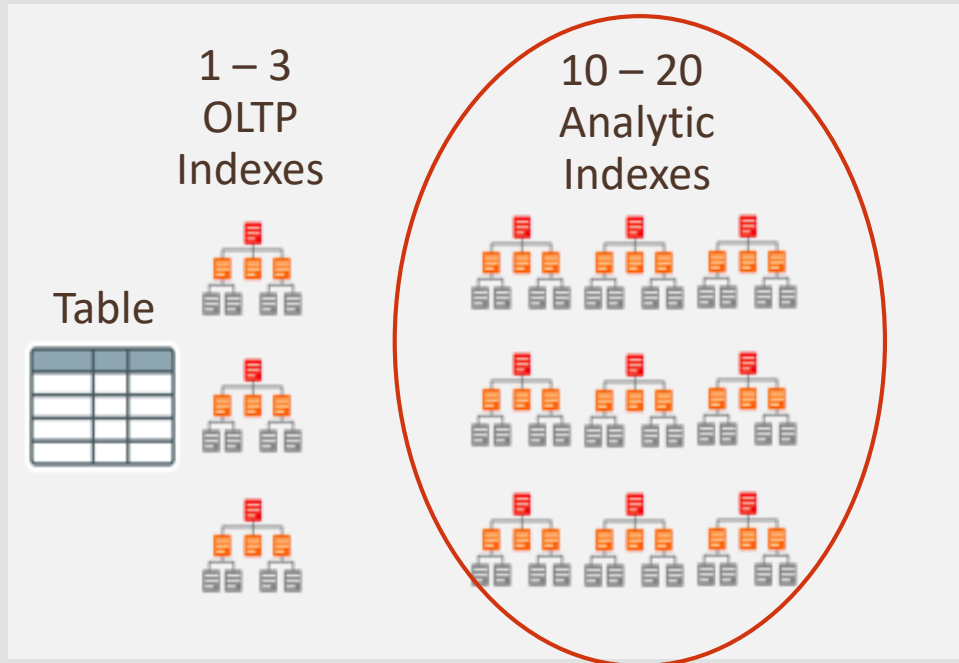 1 – 3
OLTP
Indexes
10 – 20
Analytic
Indexes
Table